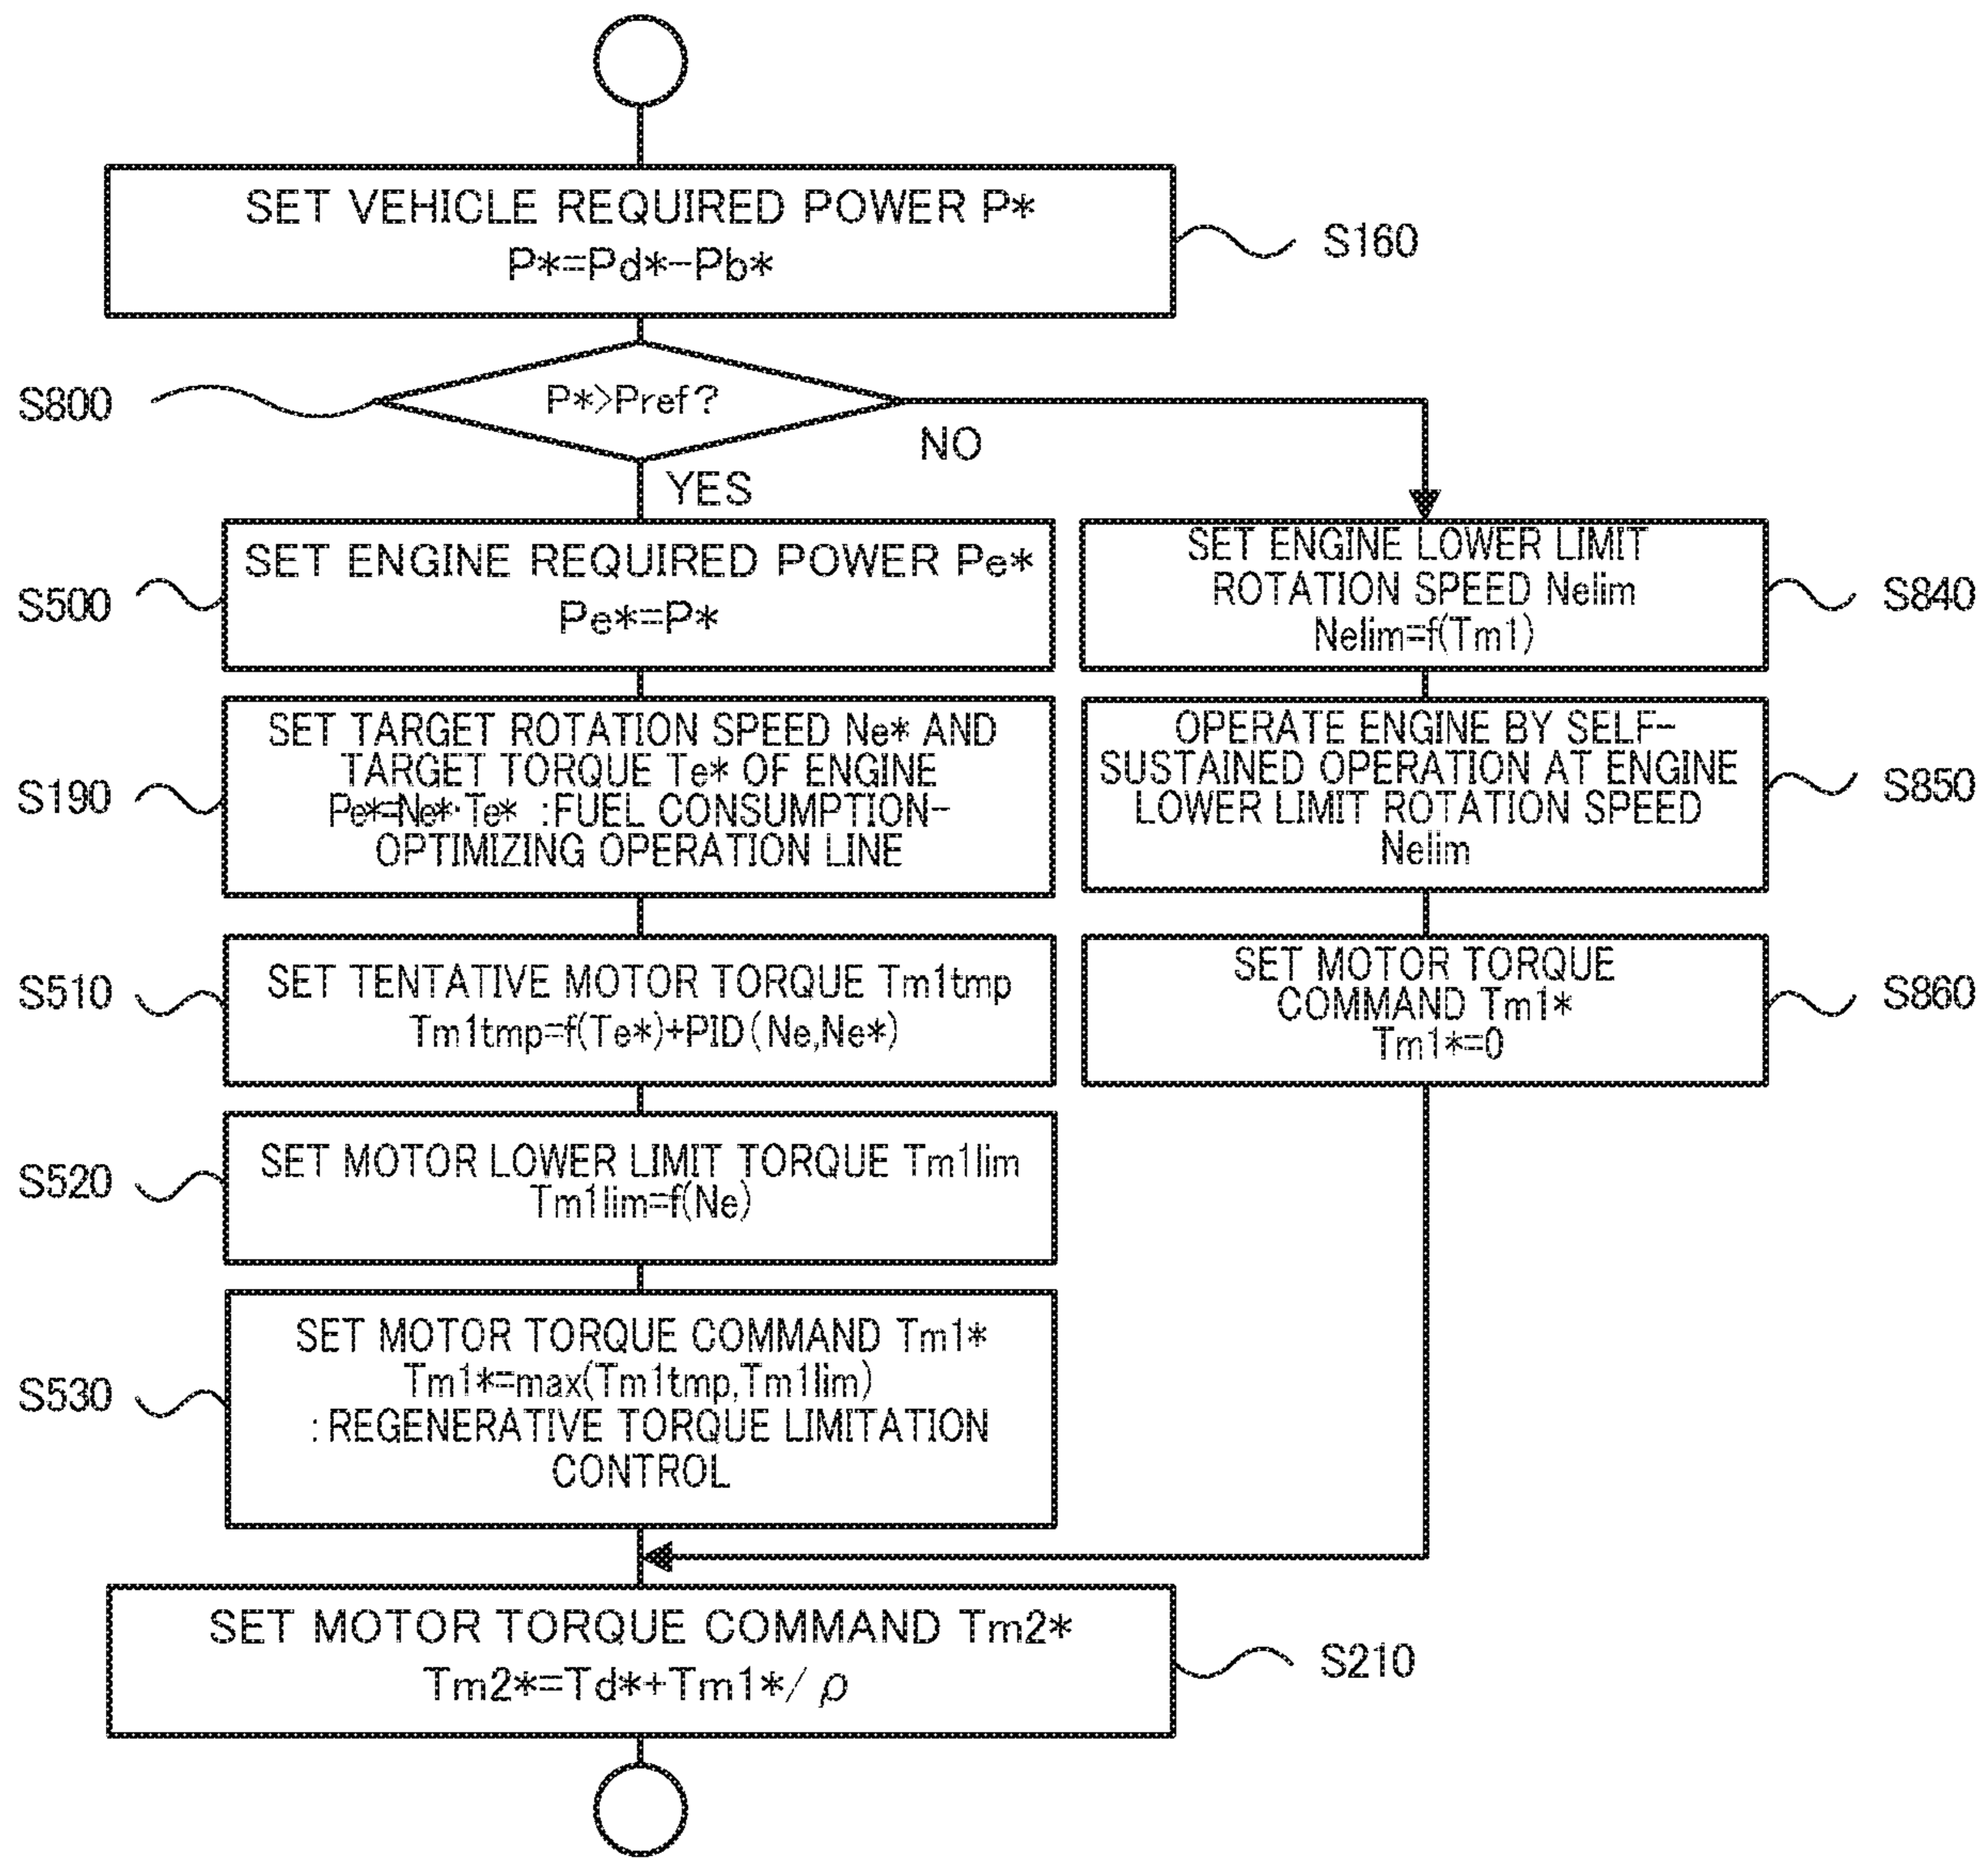 SET VEHICLE REQUIRED POWER P*
P*=Pd*-Pb*
S160
S800
P*>Pref?
NO
YES
SET ENGINE REQUIRED POWER Pe*
Pe*=P*
S500
SET TARGET ROTATION SPEED Ne* AND
TARGET TORQUE Te* OF ENGINE
Pe*=Ne*·Te* :FUEL CONSUMPTION-
OPTIMIZING OPERATION LINE
S190
SET TENTATIVE MOTOR TORQUE Tm1tmp
Tm1tmp=f(Te*)+PID(Ne,Ne*)
S510
SET MOTOR LOWER LIMIT TORQUE Tm1lim
Tm1lim=f(Ne)
S520
SET MOTOR TORQUE COMMAND Tm1*
Tm1*=max(Tm1tmp,Tm1lim)
:REGENERATIVE TORQUE LIMITATION
CONTROL
S530
SET ENGINE LOWER LIMIT
ROTATION SPEED Nelim
Nelim=f(Tm1)
S840
OPERATE ENGINE BY SELF-
SUSTAINED OPERATION AT ENGINE
LOWER LIMIT ROTATION SPEED
Nelim
S850
SET MOTOR TORQUE
COMMAND Tm1*
Tm1*=0
S860
SET MOTOR TORQUE COMMAND Tm2*
Tm2*=Td*+Tm1*/ρ
S210